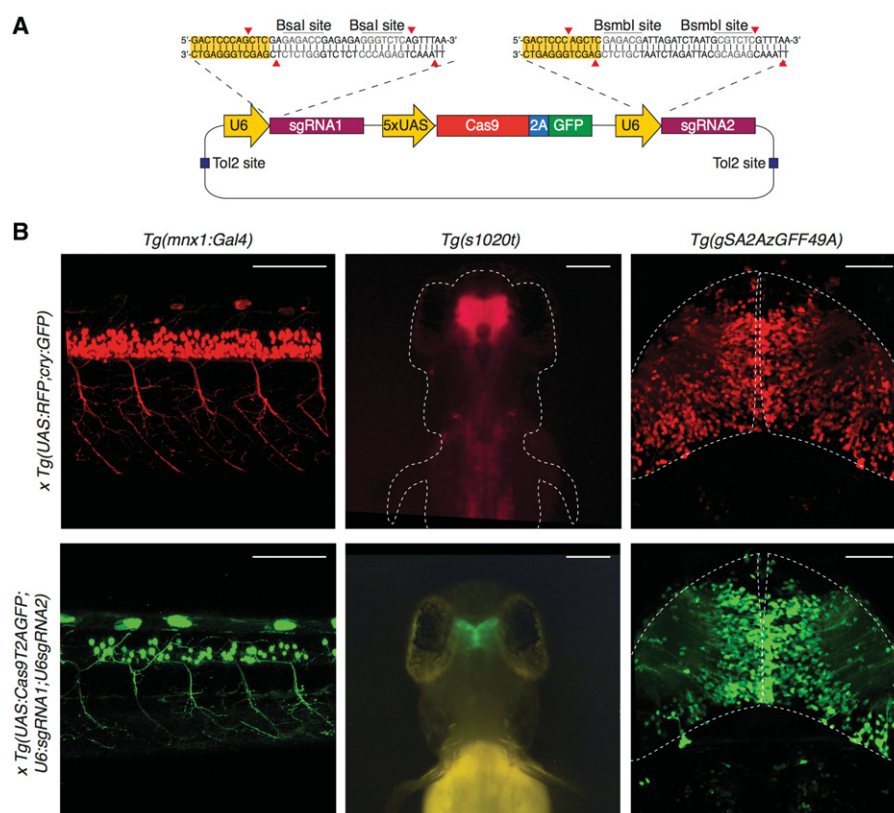 A
BsaI site BsaI site
5'-GACTCCCAGCTCGAGAGACCGAGAGAGGGTCTCAGTTTAA-3'
3'-CTGAGGGTCGAGCTCTCTGGGTCTCTCCCAGAGTCAAATT
BsmbI site BsmbI site
5'-GACTCCCAGCTCGAGACGATTAGATCTAATGCGTCTCGTTTAA-3'
3'-CTGAGGGTCGAGCTCTGCTAATCTAGATTACGCAGAGCAAATT
U6 sgRNA1 5xUAS Cas9 2A GFP U6 sgRNA2
Tol2 site Tol2 site
B
Tg(mnx1:Gal4) Tg(s1020t) Tg(gSA2AzGFF49A)
x Tg(UAS:RFP;cry:GFP)
x Tg(UAS:Cas9T2AGFP;
U6:sgRNA1;U6sgRNA2)